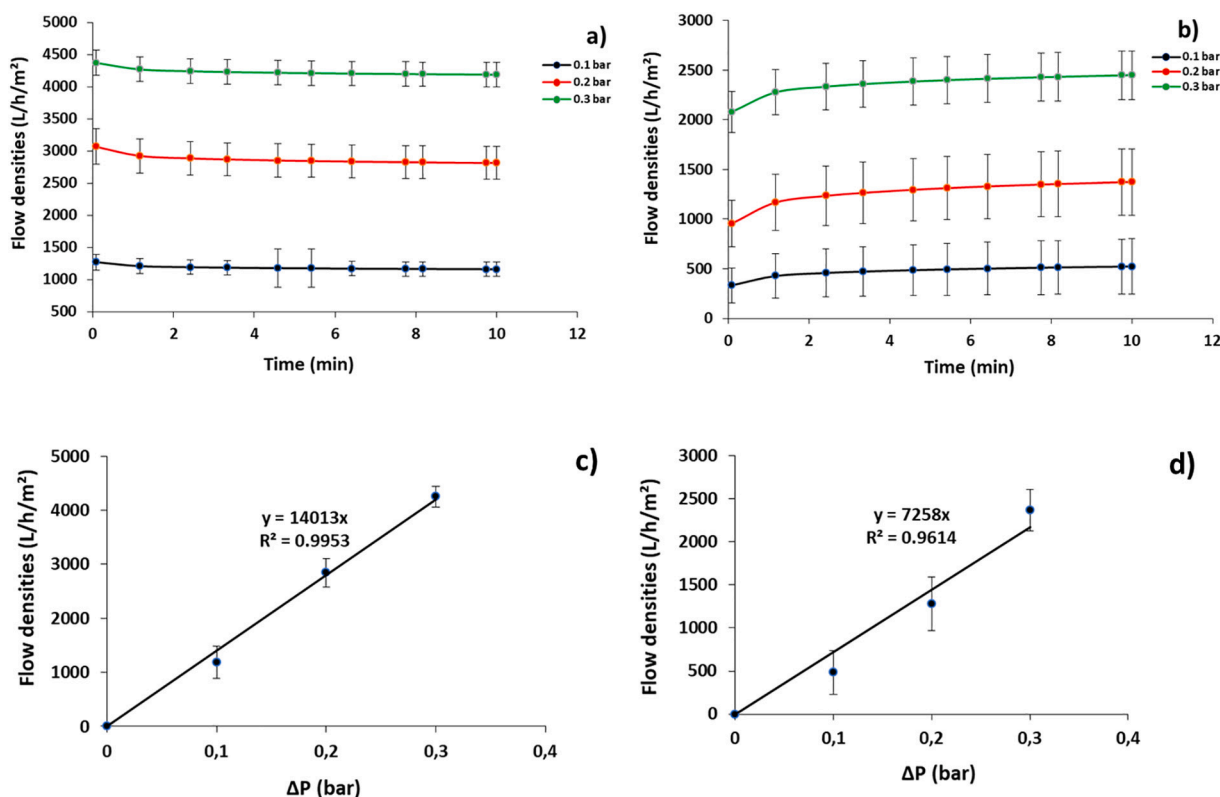 a)
Flow densities (L/h/m²)
5000
4500
4000
3500
3000
2500
2000
1500
1000
500
0 2 4 6 8 10 12
Time (min)
0.1 bar
0.2 bar
0.3 bar
b)
Flow densities (L/h/m²)
3000
2500
2000
1500
1000
500
0
0 2 4 6 8 10 12
Time (min)
0.1 bar
0.2 bar
0.3 bar
c)
Flow densities (L/h/m²)
5000
4000
3000
2000
1000
0
y = 14013x
R² = 0.9953
0 0,1 0,2 0,3 0,4
ΔP (bar)
d)
Flow densities (L/h/m²)
3000
2500
2000
1500
1000
500
0
y = 7258x
R² = 0.9614
0 0,1 0,2 0,3 0,4
ΔP (bar)